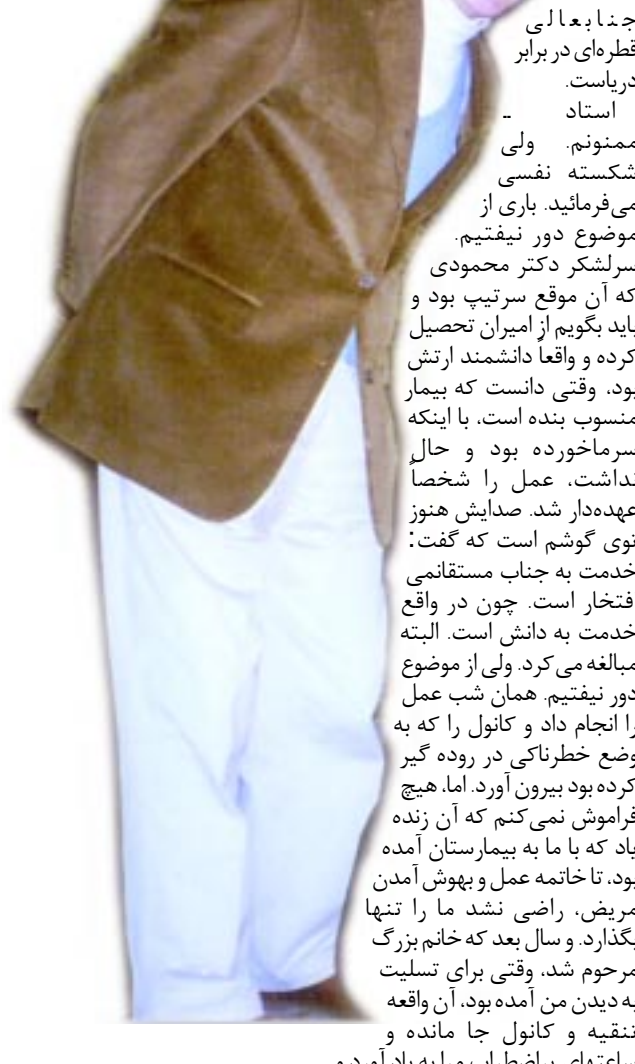 جنابعالی
قطره‌ای در برابر
دریاست.
استاد ـ
ممنونم. ولی
شکسته نفسی
می‌فرمائید. باری از
موضوع دور نیفتیم.
سرلشکر دکتر محمودی
که آن موقع سرتیپ بود و
باید بگویم از امیران تحصیل
کرده و واقعاً دانشمند ارتش
بود، وقتی دانست که بیمار
منسوب بنده است، با اینکه
سرماخورده بود و حال
نداشت، عمل را شخصاً
عهده‌دار شد. صدایش هنوز
توی گوشم است که گفت:
خدمت به جناب مستقانمی
افتخار است. چون در واقع
خدمت به دانش است. البته
مبالغه می‌کرد. ولی از موضوع
دور نیفتیم. همان شب عمل
را انجام داد و کانول را که به
وضع خطرناکی در روده گیر
کرده بود بیرون آورد. اما، هیچ
فراموش نمی‌کنم که آن زنده
یاد که با ما به بیمارستان آمده
بود، تا خاتمه عمل و بهوش آمدن
مریض، راضی نشد ما را تنها
بگذارد. و سال بعد که خانم بزرگ
مرحوم شد، وقتی برای تسلیت
به دیدن من آمده بود، آن واقعه
تنقیه و کانول جا مانده و
ساعتهای پراضطراب مرا به یاد آورد و